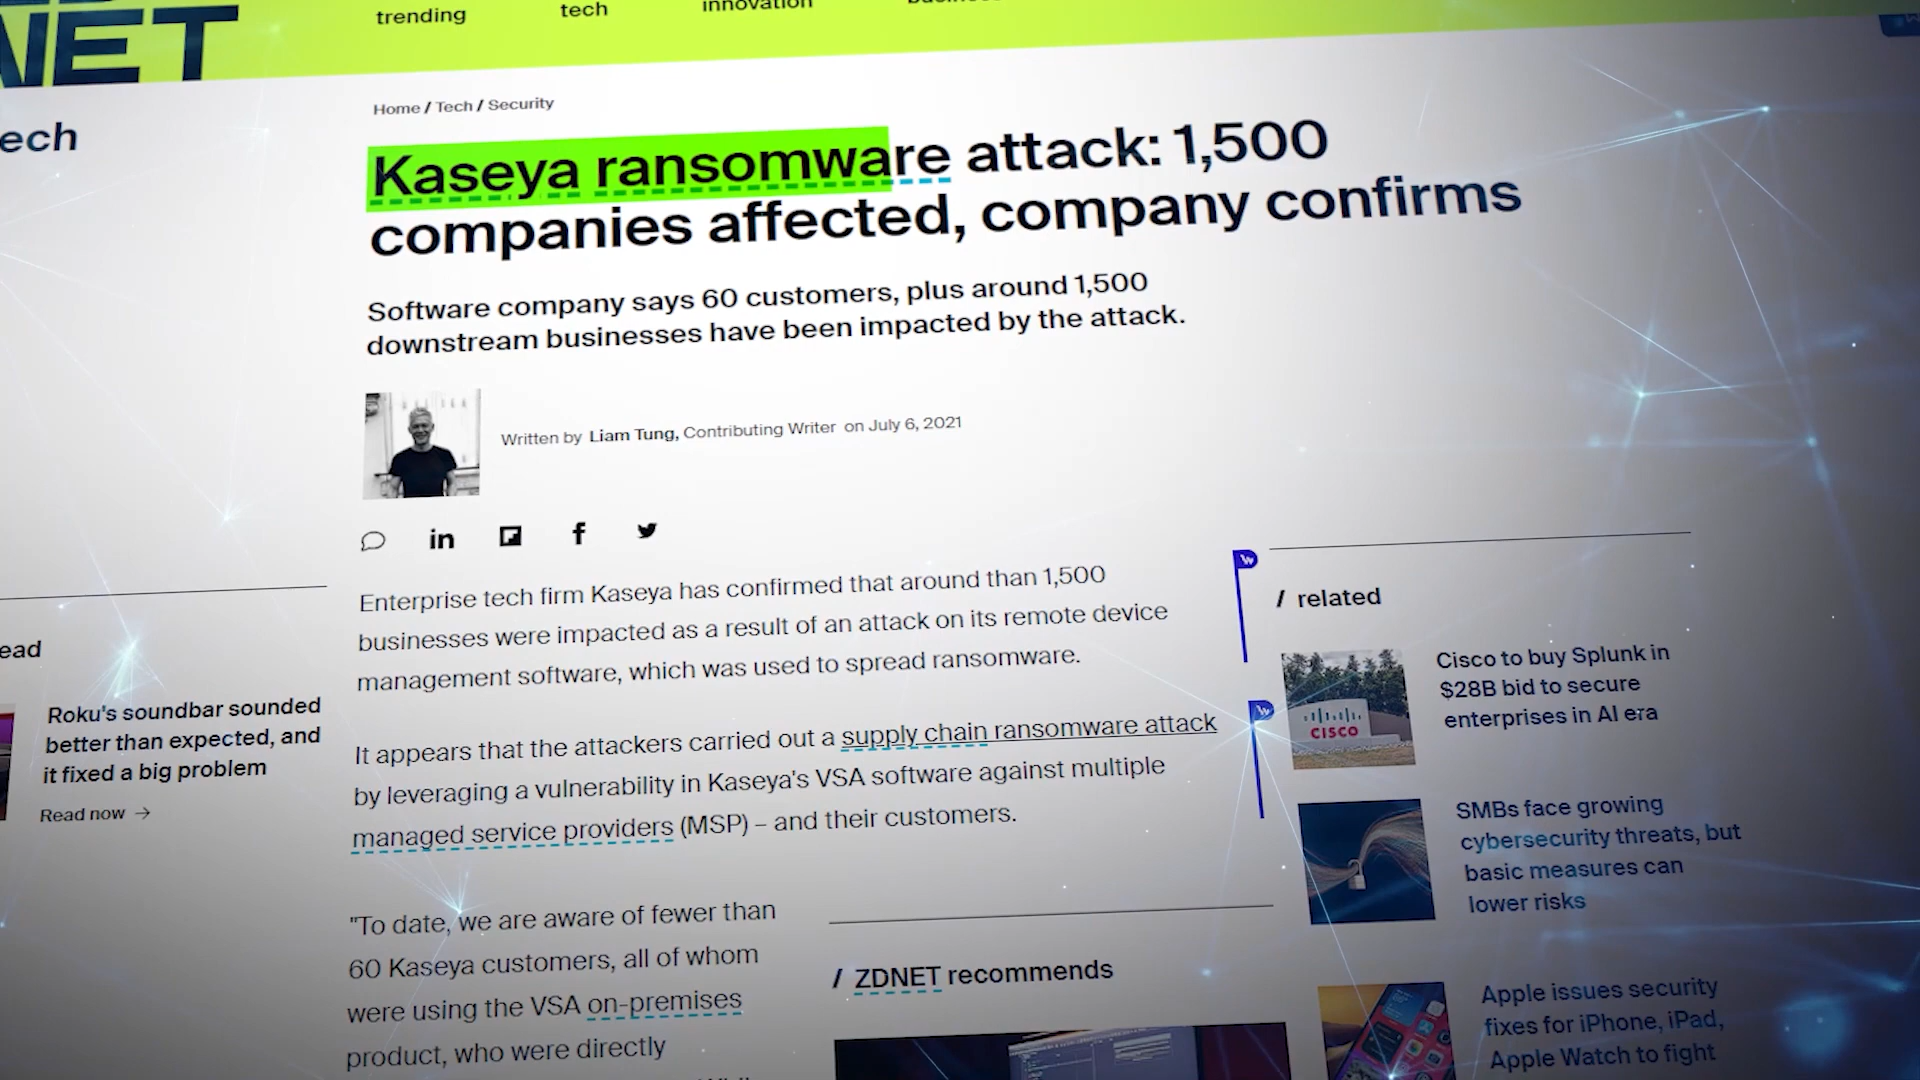 NET
trending
tech
innovation
ech
Home / Tech / Security
Kaseya ransomware attack: 1,500
companies affected, company confirms
Software company says 60 customers, plus around 1,500
downstream businesses have been impacted by the attack.
Written by Liam Tung, Contributing Writer on July 6, 2021
in
f
Enterprise tech firm Kaseya has confirmed that around than 1,500
businesses were impacted as a result of an attack on its remote device
management software, which was used to spread ransomware.
It appears that the attackers carried out a supply chain ransomware attack
by leveraging a vulnerability in Kaseya's VSA software against multiple
managed service providers (MSP) – and their customers.
"To date, we are aware of fewer than
60 Kaseya customers, all of whom
were using the VSA on-premises
product, who were directly
/ ZDNET recommends
ead
Roku's soundbar sounded
better than expected, and
it fixed a big problem
Read now →
/ related
CISCO
Cisco to buy Splunk in
$28B bid to secure
enterprises in AI era
SMBs face growing
cybersecurity threats, but
basic measures can
lower risks
Apple issues security
fixes for iPhone, iPad,
Apple Watch to fight